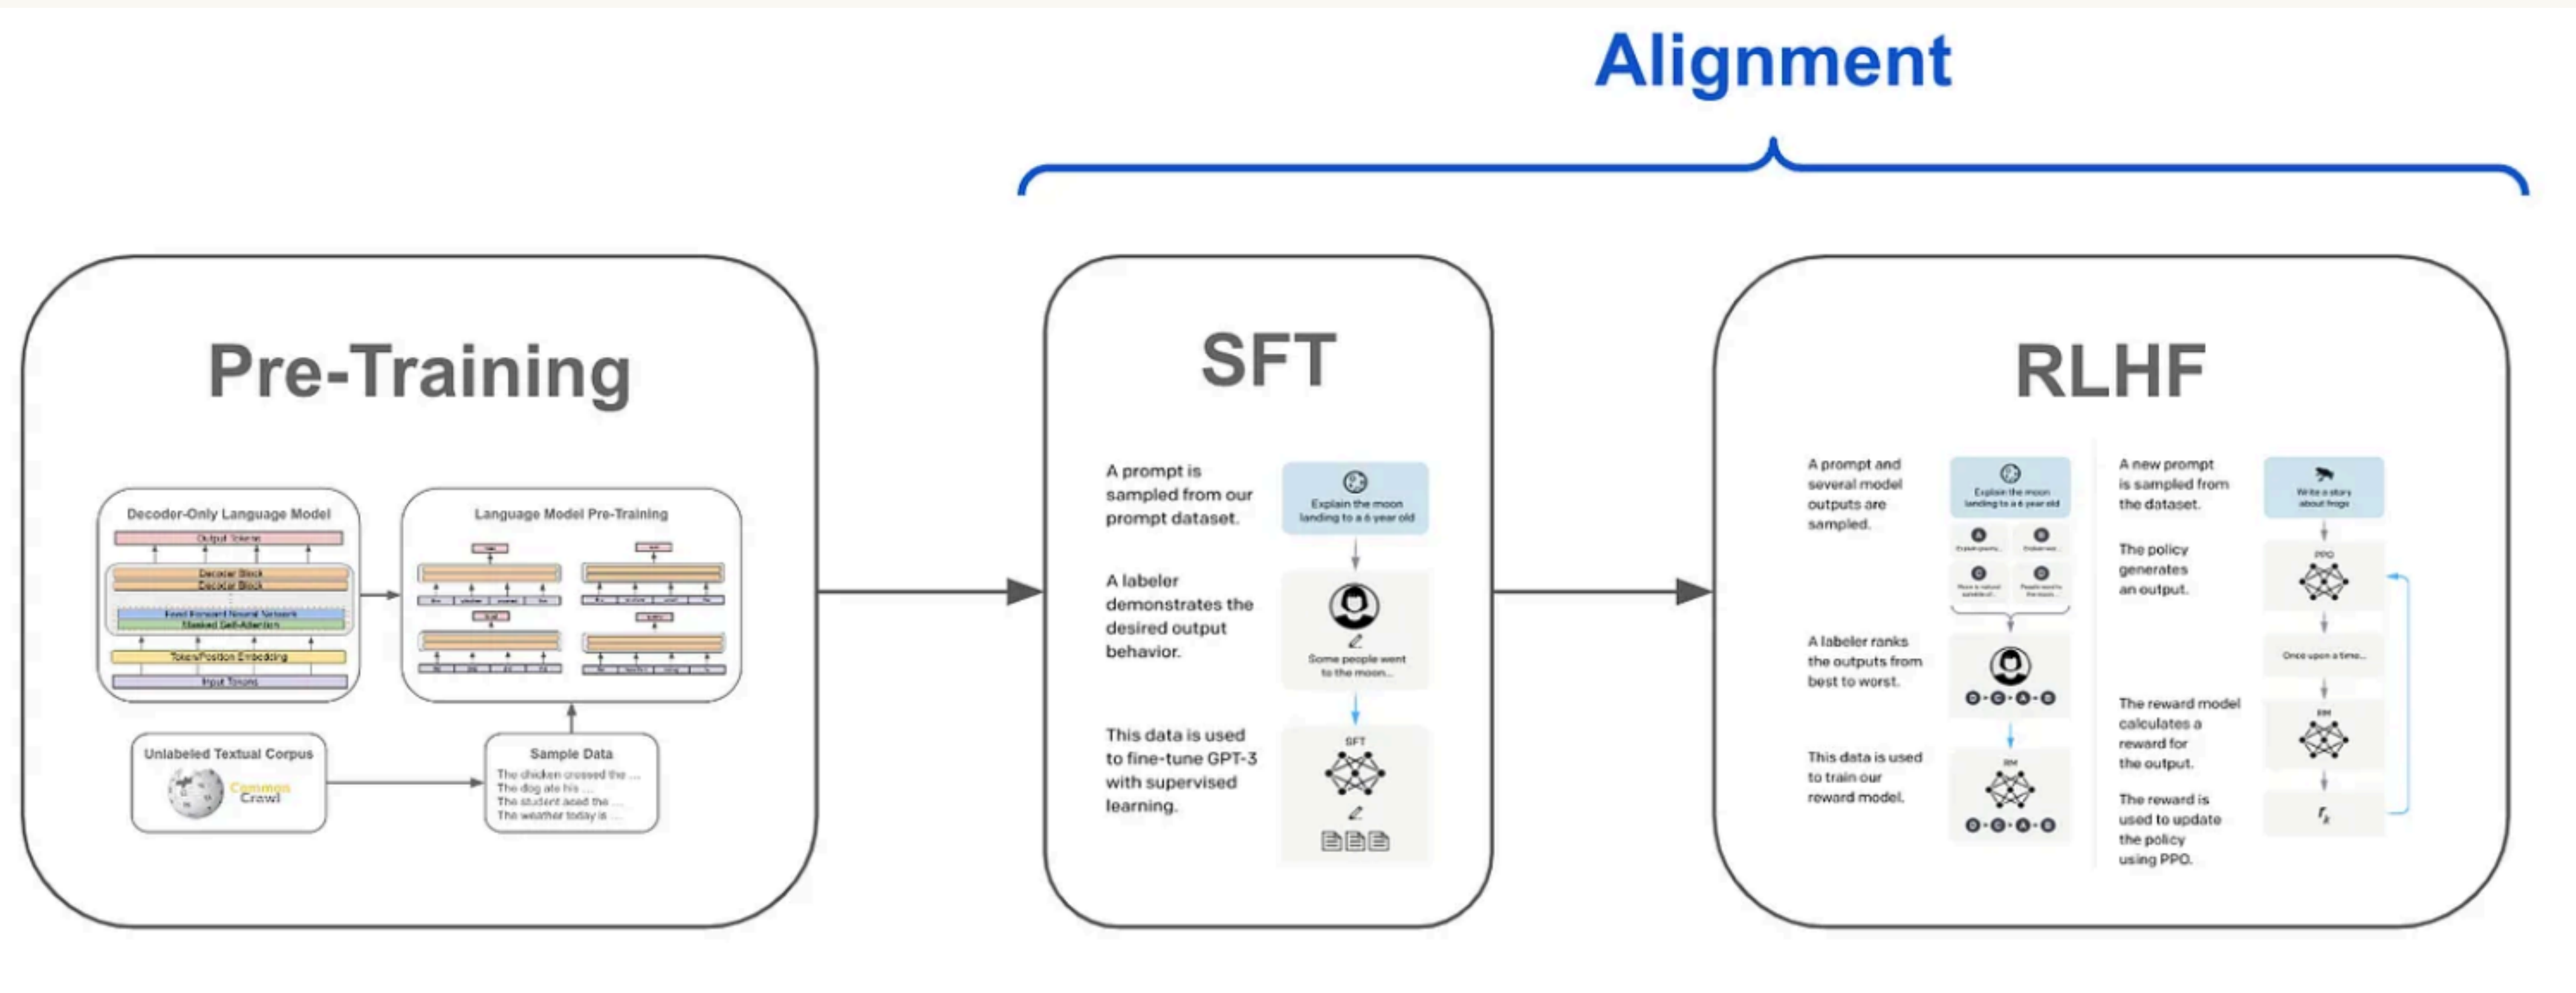 Alignment
Pre-Training
Decoder-Only Language Model
Output Tokens
Decoder Block
Decoder Block
Feed Forward Neural Network
Masked Self-Attention
Token/Position Embedding
Input Tokens
Language Model Pre-Training
Unlabeled Textual Corpus
Common
Crawl
Sample Data
The chicken crossed the ...
The dog ate his ...
The student aced the ...
The weather today is ...
SFT
A prompt is
sampled from our
prompt dataset.
Explain the moon
landing to a 6 year old
A labeler
demonstrates the
desired output
behavior.
Some people went
to the moon...
This data is used
to fine-tune GPT-3
with supervised
learning.
SFT
RLHF
A prompt and
several model
outputs are
sampled.
Explain the moon
landing to a 6 year old
A
B
C
D
A labeler ranks
the outputs from
best to worst.
D > C > A > B
This data is used
to train our
reward model.
RM
D > C > A > B
A new prompt
is sampled from
the dataset.
Write a story
about frogs
The policy
generates
an output.
PPO
Once upon a time...
The reward model
calculates a
reward for
the output.
RM
The reward is
used to update
the policy
using PPO.
r_k